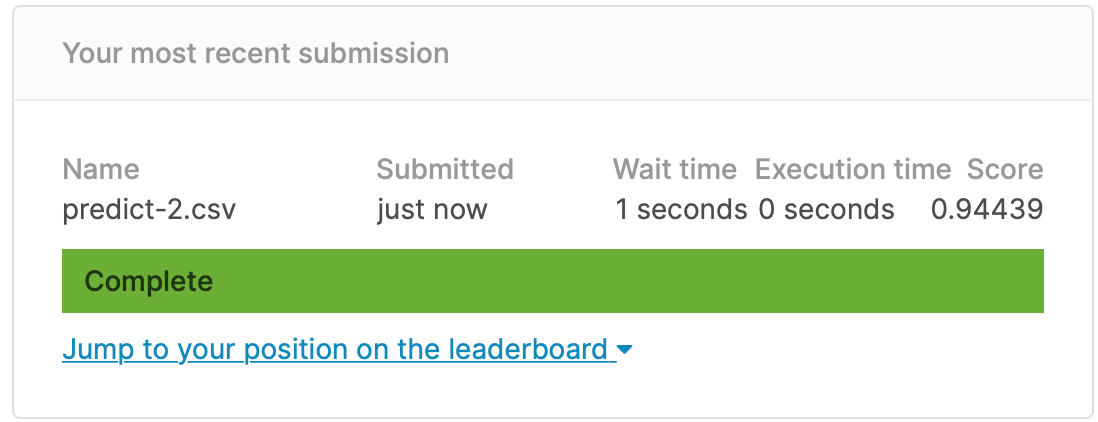 Your most recent submission
Name Submitted Wait time Execution time Score
predict-2.csv just now 1 seconds 0 seconds 0.94439
Complete
Jump to your position on the leaderboard